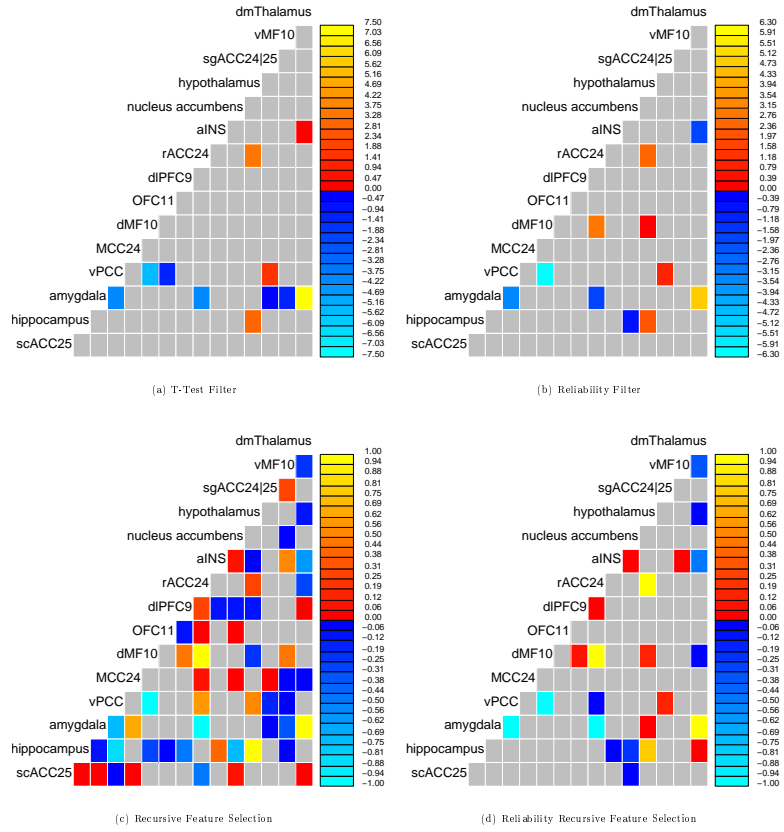 dmThalamus
vMF10
sgACC24|25
hypothalamus
nucleus accumbens
aINS
rACC24
dlPFC9
OFC11
dMF10
MCC24
vPCC
amygdala
hippocampus
scACC25
7.50
7.03
6.56
6.09
5.62
5.16
4.69
4.22
3.75
3.28
2.81
2.34
1.88
1.41
0.94
0.47
0.00
−0.47
−0.94
−1.41
−1.88
−2.34
−2.81
−3.28
−3.75
−4.22
−4.69
−5.16
−5.62
−6.09
−6.56
−7.03
−7.50
(a) T-Test Filter
dmThalamus
vMF10
sgACC24|25
hypothalamus
nucleus accumbens
aINS
rACC24
dlPFC9
OFC11
dMF10
MCC24
vPCC
amygdala
hippocampus
scACC25
6.30
5.91
5.51
5.12
4.73
4.33
3.94
3.54
3.15
2.76
2.36
1.97
1.58
1.18
0.79
0.39
0.00
−0.39
−0.79
−1.18
−1.58
−1.97
−2.36
−2.76
−3.15
−3.54
−3.94
−4.33
−4.72
−5.12
−5.51
−5.91
−6.30
(b) Reliability Filter
dmThalamus
vMF10
sgACC24|25
hypothalamus
nucleus accumbens
aINS
rACC24
dlPFC9
OFC11
dMF10
MCC24
vPCC
amygdala
hippocampus
scACC25
1.00
0.94
0.88
0.81
0.75
0.69
0.62
0.56
0.50
0.44
0.38
0.31
0.25
0.19
0.12
0.06
0.00
−0.06
−0.12
−0.19
−0.25
−0.31
−0.38
−0.44
−0.50
−0.56
−0.62
−0.69
−0.75
−0.81
−0.88
−0.94
−1.00
(c) Recursive Feature Selection
dmThalamus
vMF10
sgACC24|25
hypothalamus
nucleus accumbens
aINS
rACC24
dlPFC9
OFC11
dMF10
MCC24
vPCC
amygdala
hippocampus
scACC25
1.00
0.94
0.88
0.81
0.75
0.69
0.62
0.56
0.50
0.44
0.38
0.31
0.25
0.19
0.12
0.06
0.00
−0.06
−0.12
−0.19
−0.25
−0.31
−0.38
−0.44
−0.50
−0.56
−0.62
−0.69
−0.75
−0.81
−0.88
−0.94
−1.00
(d) Reliability Recursive Feature Selection